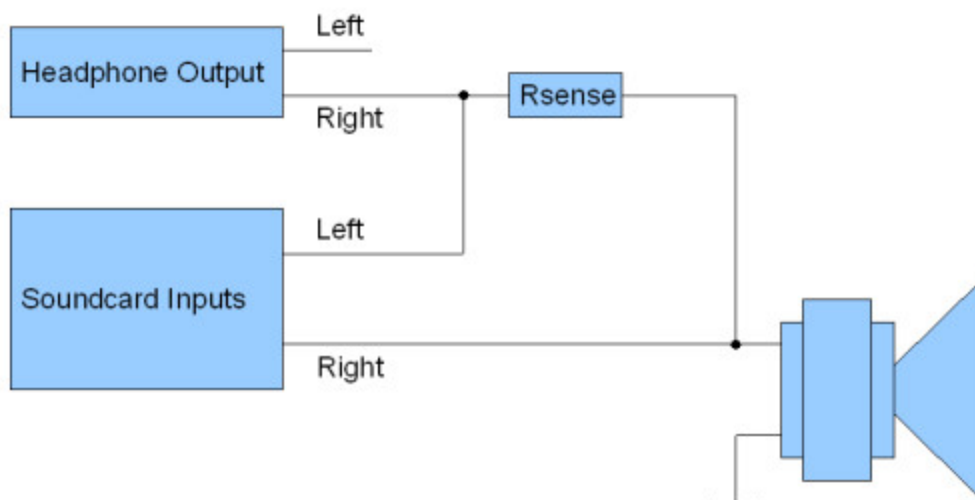 Left
Headphone Output
Rsense
Right
Left
Soundcard Inputs
Right